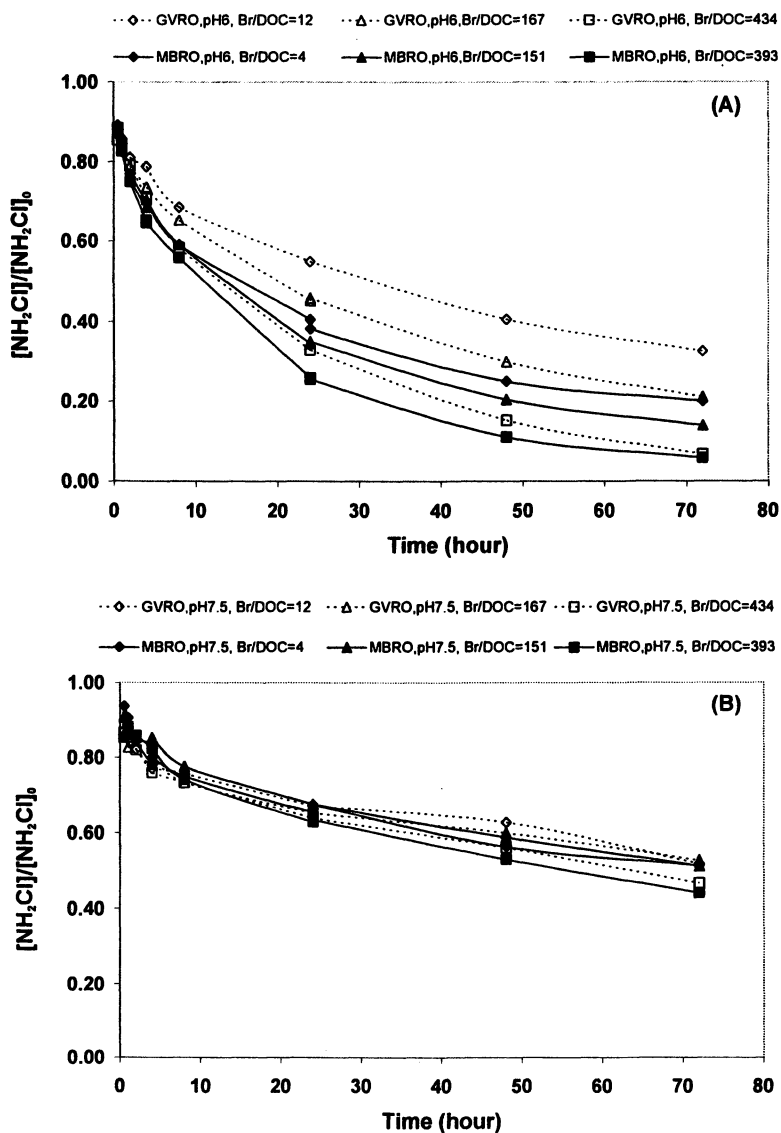 GVRO,pH6, Br/DOC=12 GVRO,pH6, Br/DOC=167 GVRO,pH6, Br/DOC=434
MBRO,pH6, Br/DOC=4 MBRO,pH6,Br/DOC=151 MBRO,pH6, Br/DOC=393
(A)
1.00
0.80
0.60
0.40
0.20
0.00
[NH₂Cl]/[NH₂Cl]₀
0 10 20 30 40 50 60 70 80
Time (hour)
GVRO,pH7.5, Br/DOC=12 GVRO,pH7.5, Br/DOC=167 GVRO,pH7.5, Br/DOC=434
MBRO,pH7.5, Br/DOC=4 MBRO,pH7.5, Br/DOC=151 MBRO,pH7.5, Br/DOC=393
(B)
1.00
0.80
0.60
0.40
0.20
0.00
[NH₂Cl]/[NH₂Cl]₀
0 10 20 30 40 50 60 70 80
Time (hour)